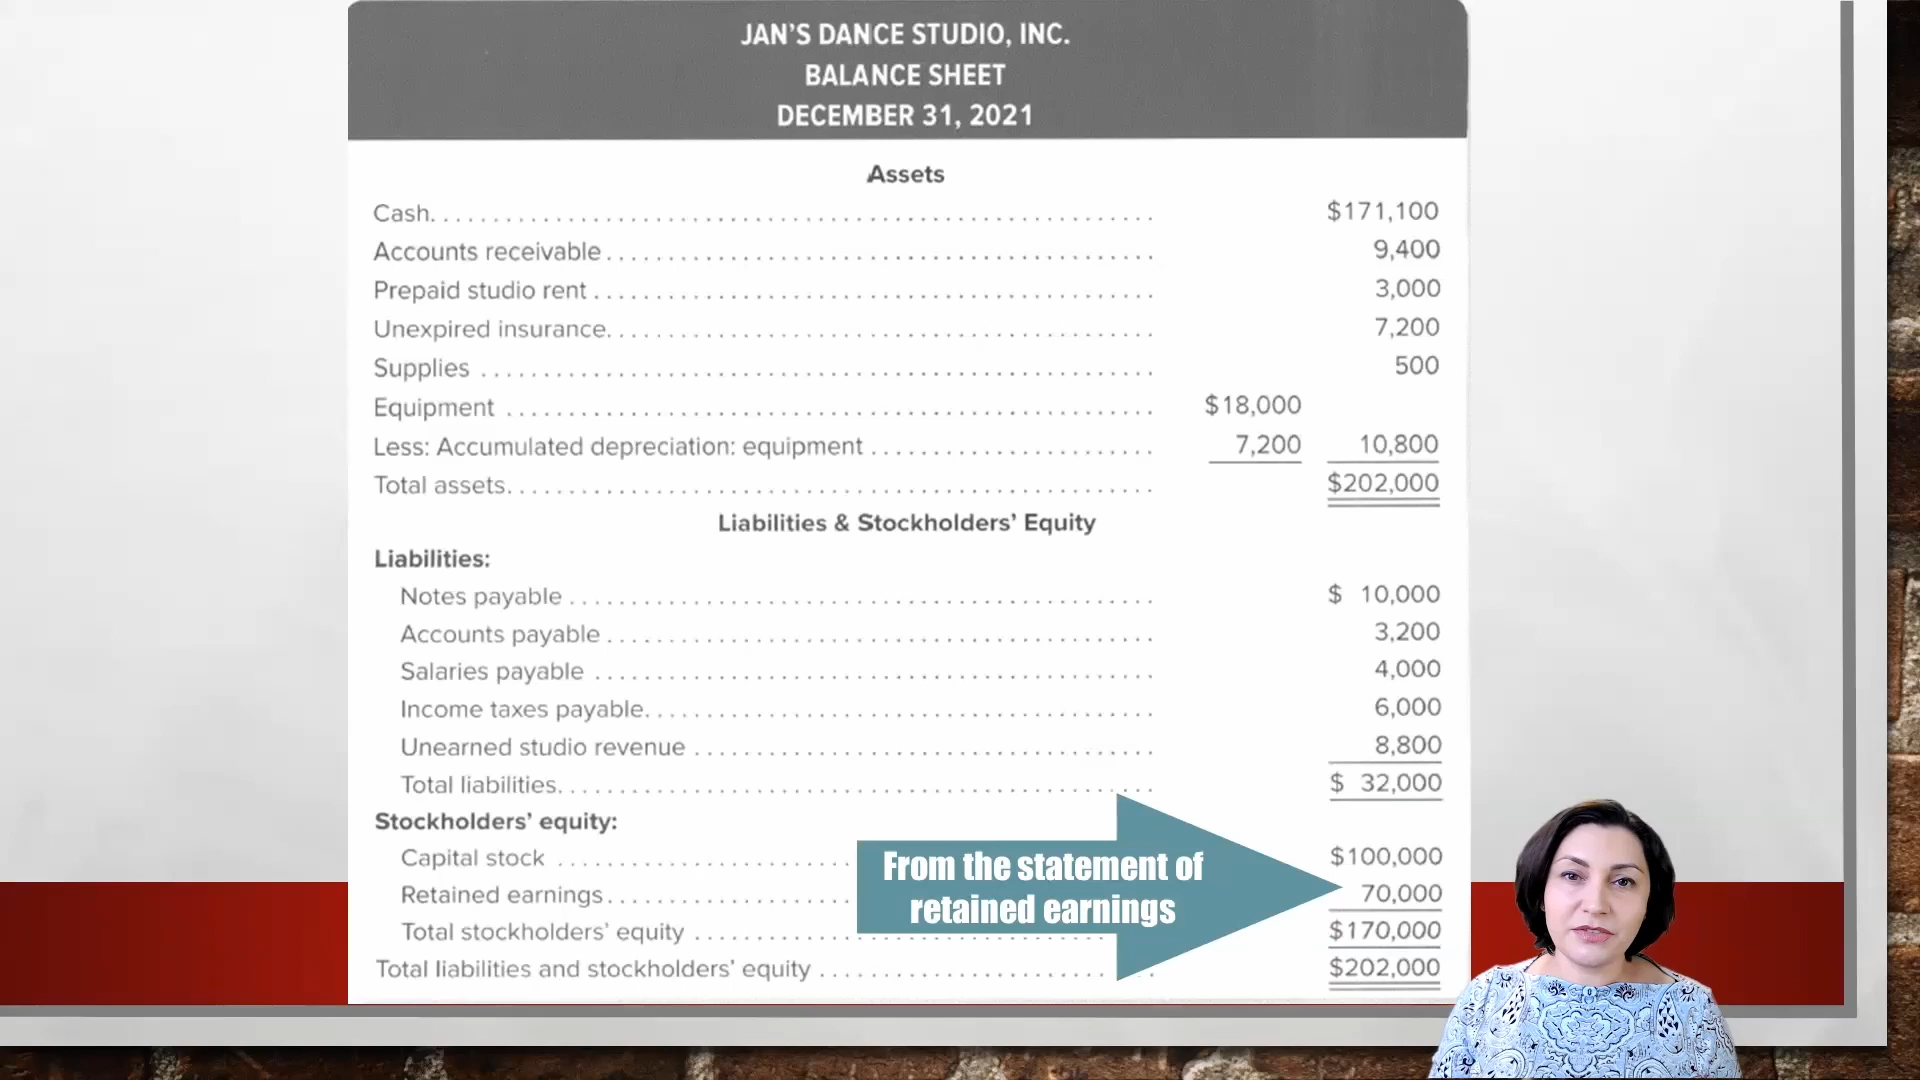 JAN'S DANCE STUDIO, INC.
BALANCE SHEET
DECEMBER 31, 2021
Assets
Cash $171,100
Accounts receivable 9,400
Prepaid studio rent 3,000
Unexpired insurance 7,200
Supplies 500
Equipment $18,000
Less: Accumulated depreciation: equipment 7,200 10,800
Total assets $202,000
Liabilities & Stockholders' Equity
Liabilities:
Notes payable $ 10,000
Accounts payable 3,200
Salaries payable 4,000
Income taxes payable 6,000
Unearned studio revenue 8,800
Total liabilities $ 32,000
Stockholders' equity:
Capital stock $100,000
Retained earnings 70,000
Total stockholders' equity $170,000
Total liabilities and stockholders' equity $202,000
From the statement of
retained earnings